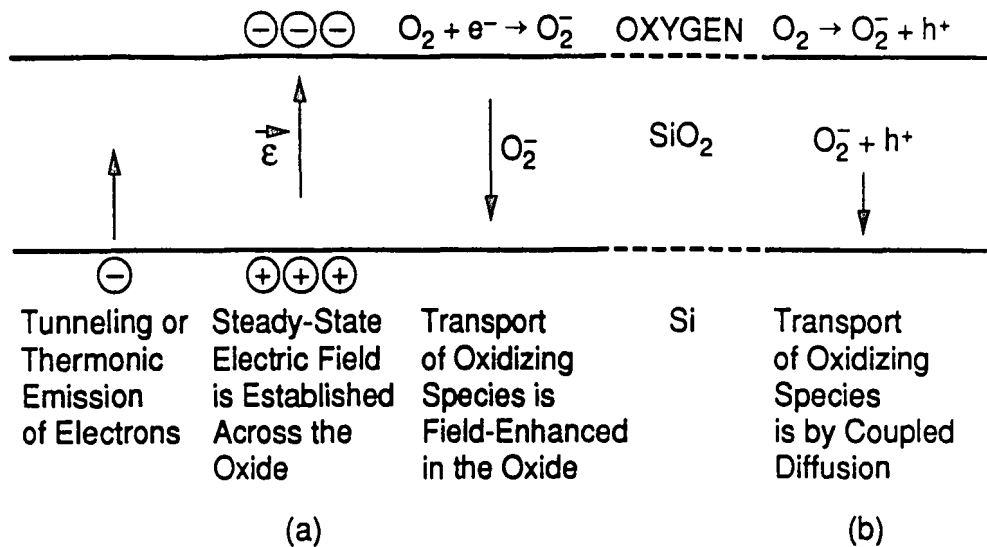 ⊖⊖⊖ O₂ + e⁻ → O₂⁻ OXYGEN O₂ → O₂⁻ + h⁺
ε
O₂⁻
SiO₂
O₂⁻ + h⁺
⊖
⊕⊕⊕
Tunneling or
Thermonic
Emission
of Electrons
Steady-State
Electric Field
is Established
Across the
Oxide
Transport
of Oxidizing
Species is
Field-Enhanced
in the Oxide
Si
Transport
of Oxidizing
Species
is by Coupled
Diffusion
(a)
(b)